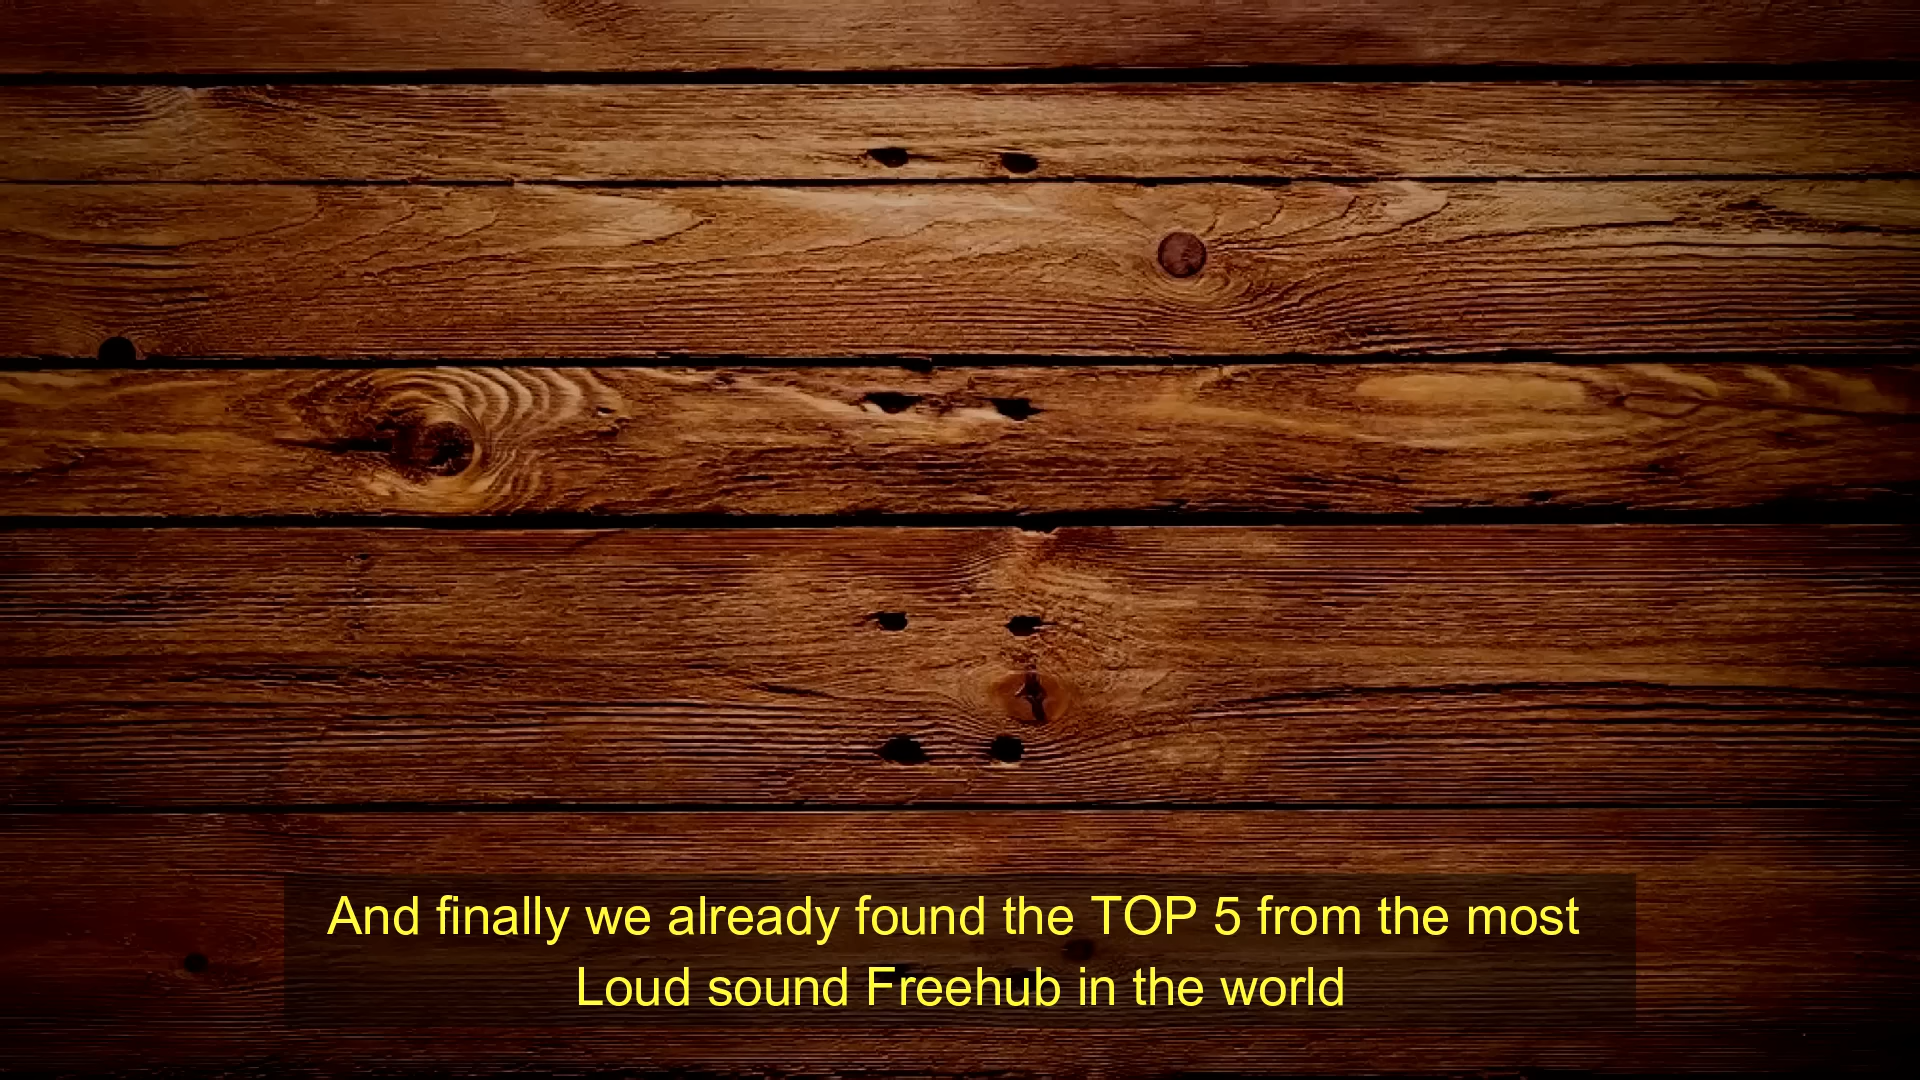 And finally we already found the TOP 5 from the most
Loud sound Freehub in the world